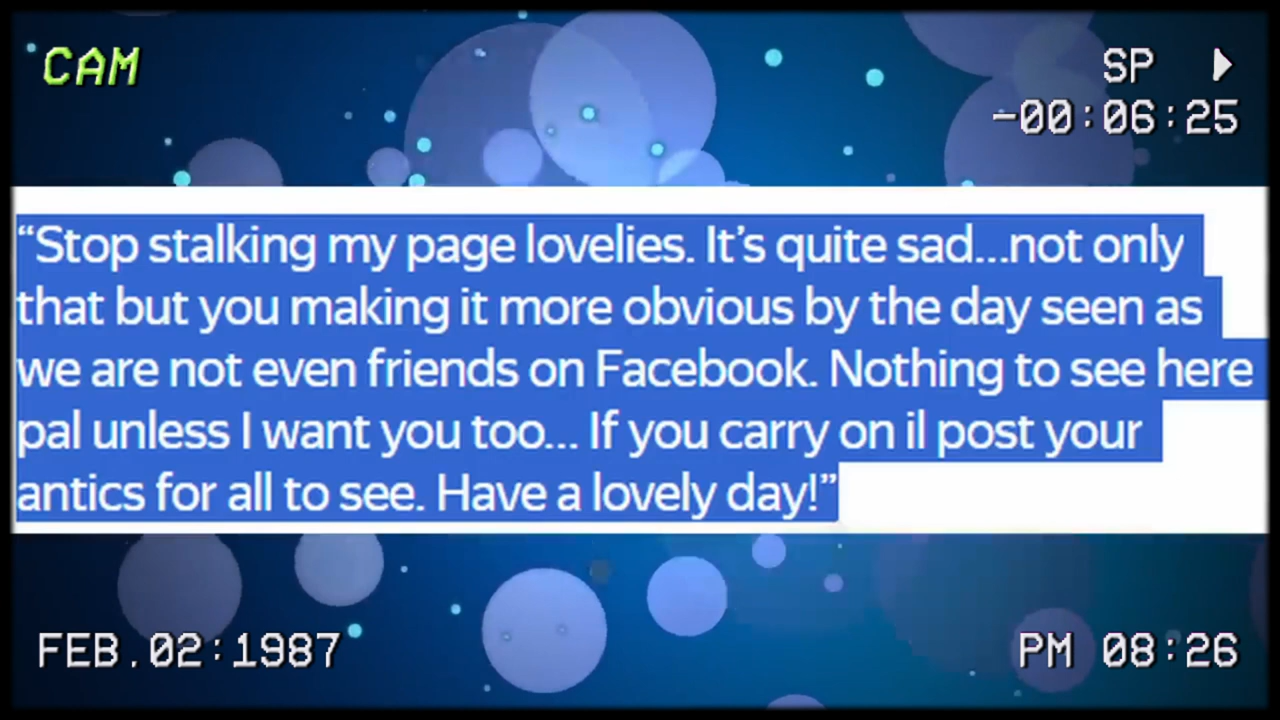 CAM
SP
-00:06:25
“Stop stalking my page lovelies. It’s quite sad...not only
that but you making it more obvious by the day seen as
we are not even friends on Facebook. Nothing to see here
pal unless I want you too... If you carry on il post your
antics for all to see. Have a lovely day!”
FEB.02:1987
PM 08:26